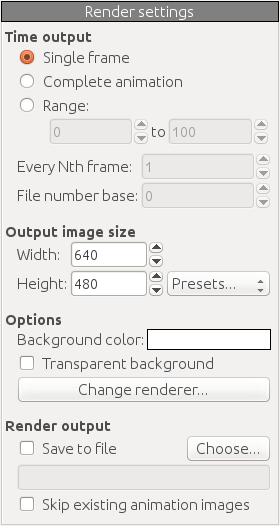 Render settings
Time output
Single frame
Complete animation
Range:
0 to 100
Every Nth frame: 1
File number base: 0
Output image size
Width: 640
Height: 480 Presets...
Options
Background color:
Transparent background
Change renderer...
Render output
Save to file Choose...
Skip existing animation images